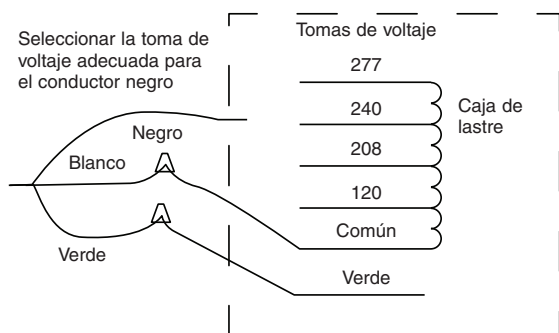 Seleccionar la toma de
voltaje adecuada para
el conductor negro
Tomas de voltaje
277
240
208
120
Común
Verde
Caja de
lastre
Negro
Blanco
Verde